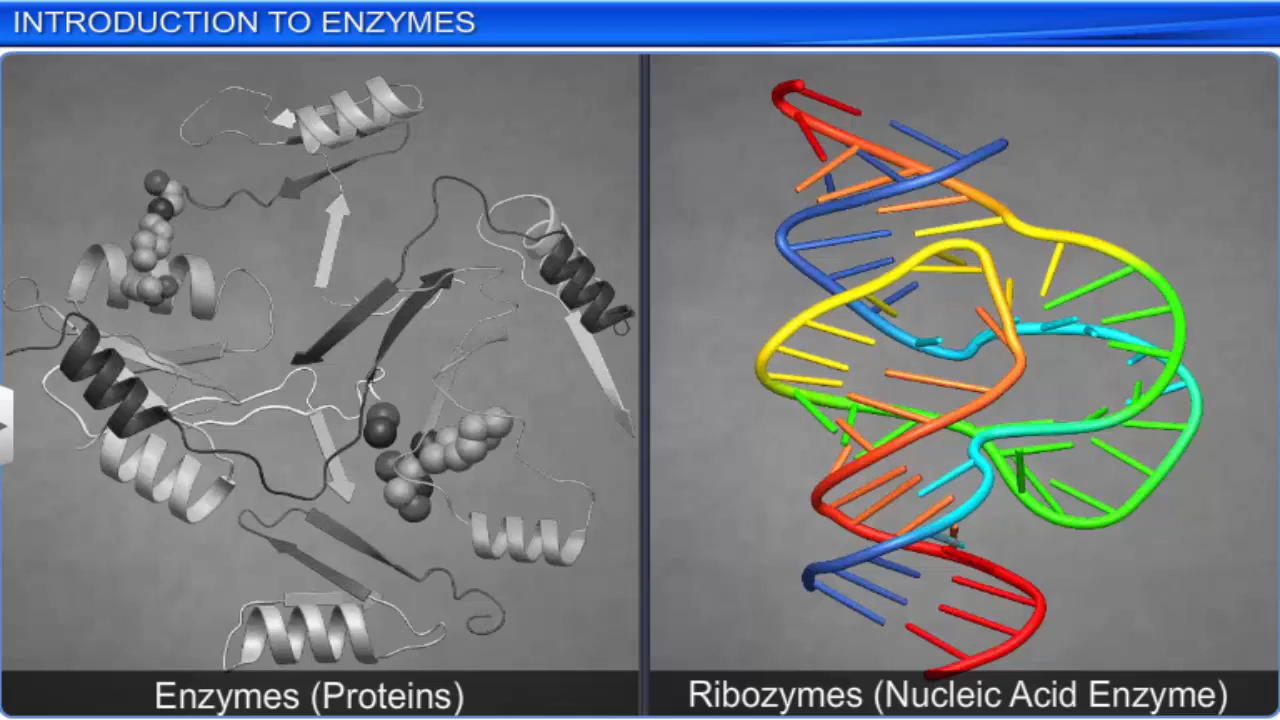 INTRODUCTION TO ENZYMES
Enzymes (Proteins)
Ribozymes (Nucleic Acid Enzyme)